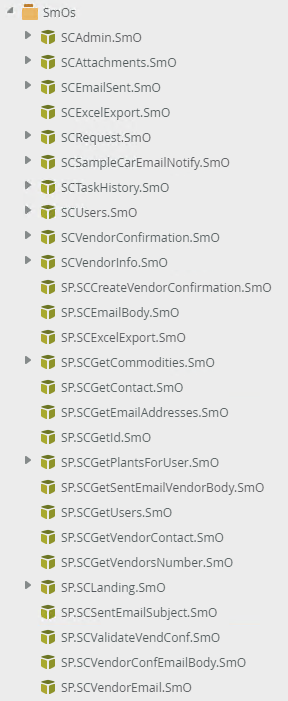 SmOs
SCAdmin.SmO
SCAttachments.SmO
SCEmailSent.SmO
SCExcelExport.SmO
SCRequest.SmO
SCSampleCarEmailNotify.SmO
SCTaskHistory.SmO
SCUsers.SmO
SCVendorConfirmation.SmO
SCVendorInfo.SmO
SP.SCCreateVendorConfirmation.SmO
SP.SCEmailBody.SmO
SP.SCExcelExport.SmO
SP.SCGetCommodities.SmO
SP.SCGetContact.SmO
SP.SCGetEmailAddresses.SmO
SP.SCGetId.SmO
SP.SCGetPlantsForUser.SmO
SP.SCGetSentEmailVendorBody.SmO
SP.SCGetUsers.SmO
SP.SCGetVendorContact.SmO
SP.SCGetVendorsNumber.SmO
SP.SCLanding.SmO
SP.SCSentEmailSubject.SmO
SP.SCValidateVendConf.SmO
SP.SCVendorConfEmailBody.SmO
SP.SCVendorEmail.SmO